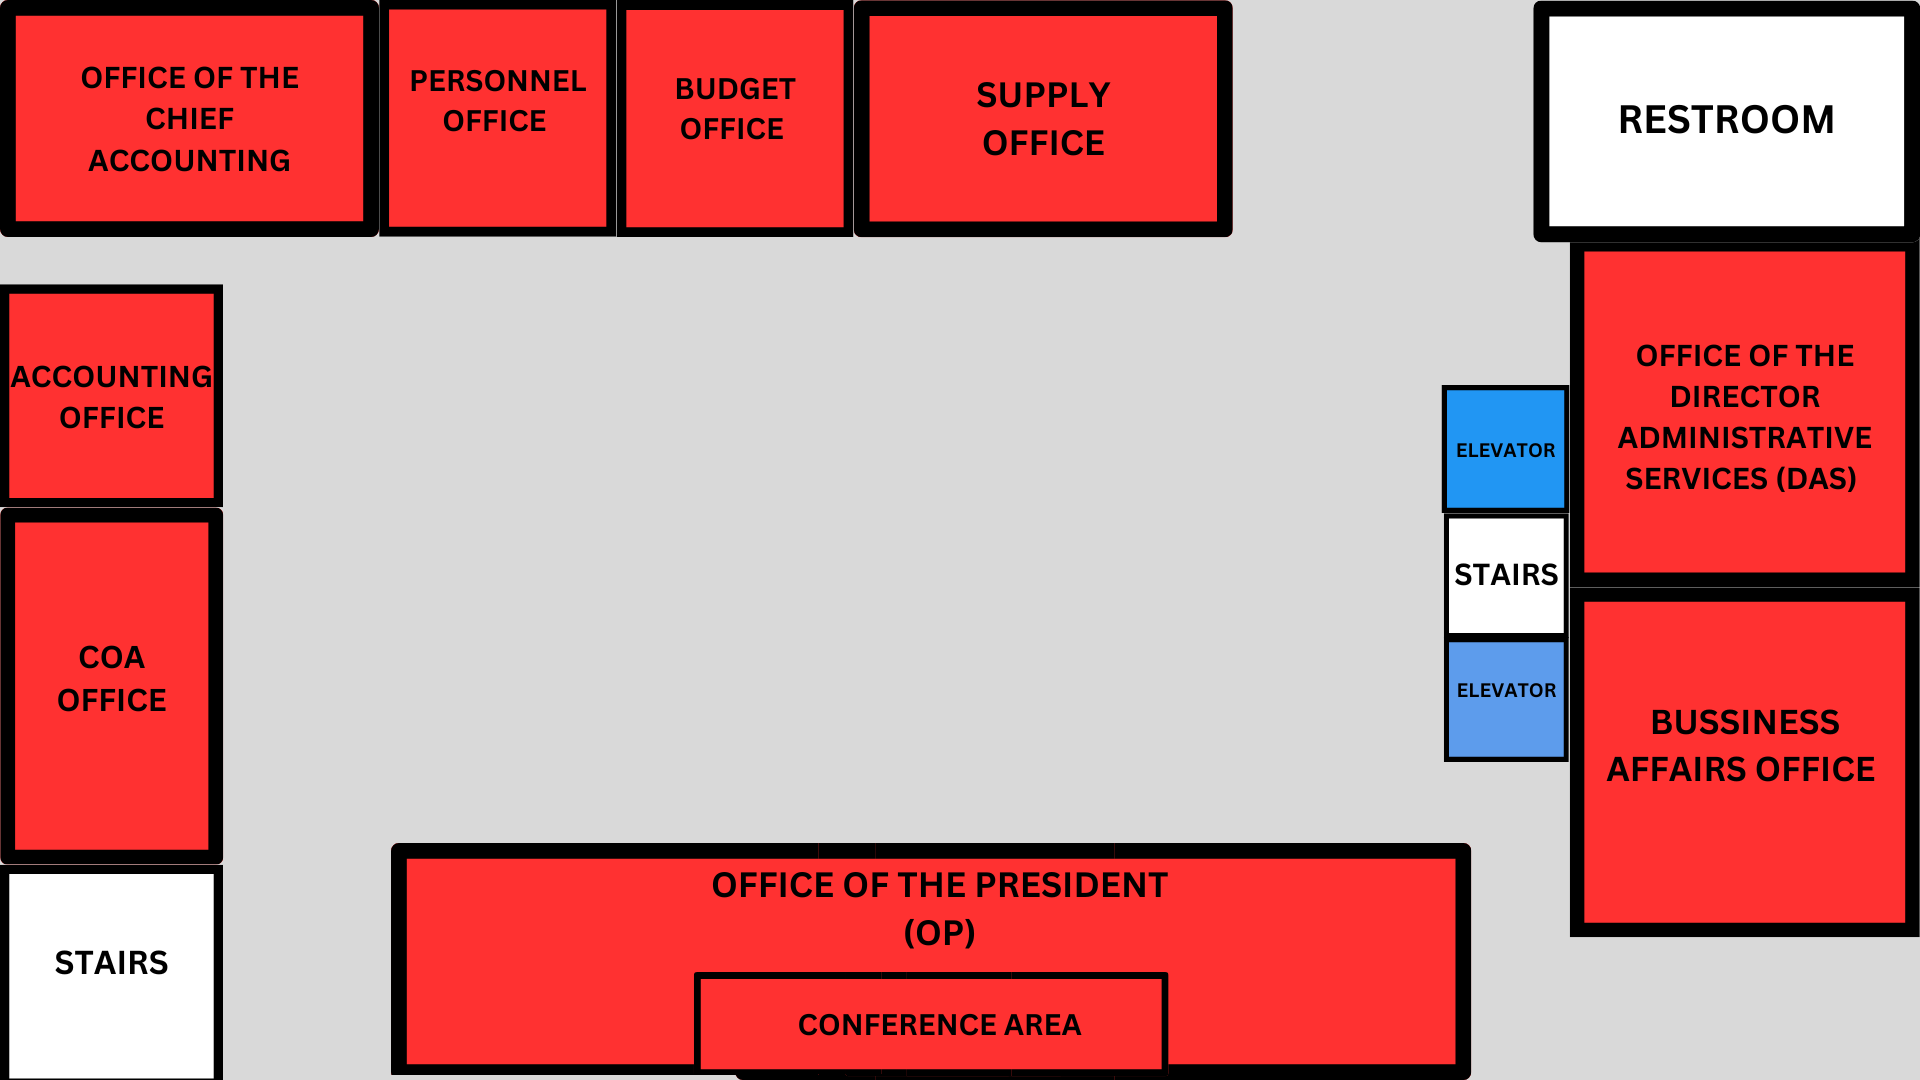 OFFICE OF THE
CHIEF
ACCOUNTING
PERSONNEL
OFFICE
BUDGET
OFFICE
SUPPLY
OFFICE
RESTROOM
ACCOUNTING
OFFICE
OFFICE OF THE
DIRECTOR
ADMINISTRATIVE
SERVICES (DAS)
ELEVATOR
STAIRS
ELEVATOR
COA
OFFICE
BUSSINESS
AFFAIRS OFFICE
STAIRS
OFFICE OF THE PRESIDENT
(OP)
CONFERENCE AREA